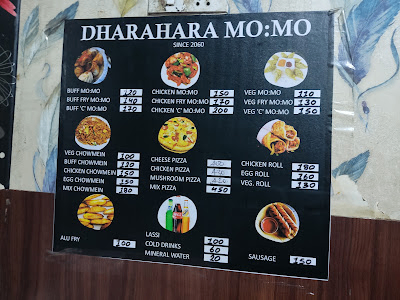 DHARAHARA MO:MO
SINCE 2060
BUFF MO:MO 120
BUFF FRY MO:MO 140
BUFF 'C' MO:MO 170
CHICKEN MO:MO 150
CHICKEN FRY MO:MO 170
CHICKEN 'C' MO:MO 200
VEG MO:MO 110
VEG FRY MO:MO 130
VEG 'C' MO:MO 150
VEG CHOWMEIN 100
BUFF CHOWMEIN 120
CHICKEN CHOWMEIN 150
EGG CHOWMEIN 150
MIX CHOWMEIN 180
CHEESE PIZZA
CHICKEN PIZZA
MUSHROOM PIZZA
MIX PIZZA 450
CHICKEN ROLL 180
EGG ROLL 160
VEG. ROLL 130
ALU FRY 100
LASSI 100
COLD DRINKS 60
MINERAL WATER 20
SAUSAGE 150